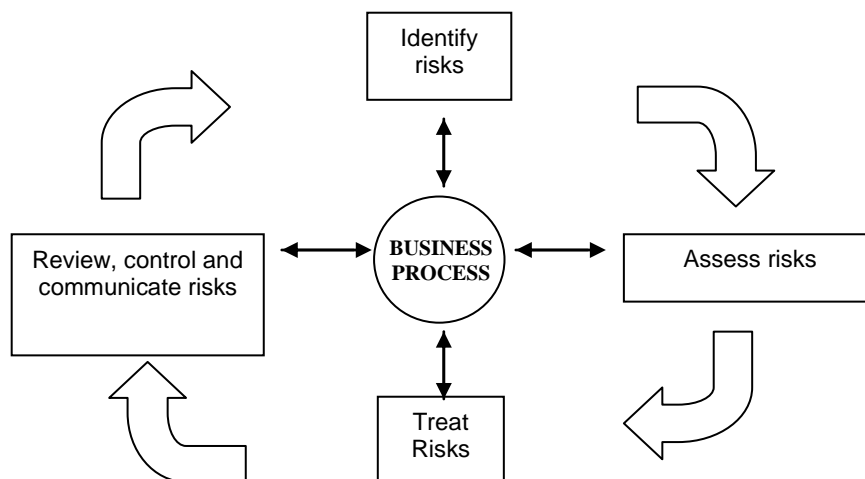 Identify
risks
BUSINESS
PROCESS
Review, control and
communicate risks
Assess risks
Treat
Risks